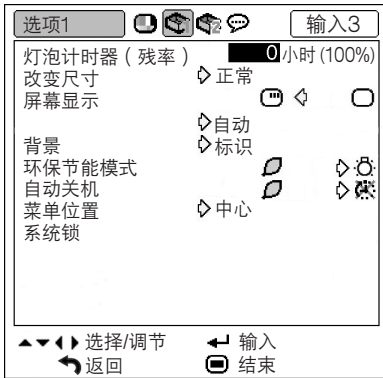 选项1 输入3
灯泡计时器(残率) 0小时(100%)
改变尺寸 正常
屏幕显示
自动
背景 标识
环保节能模式
自动关机
菜单位置 中心
系统锁
选择/调节 输入
返回 结束